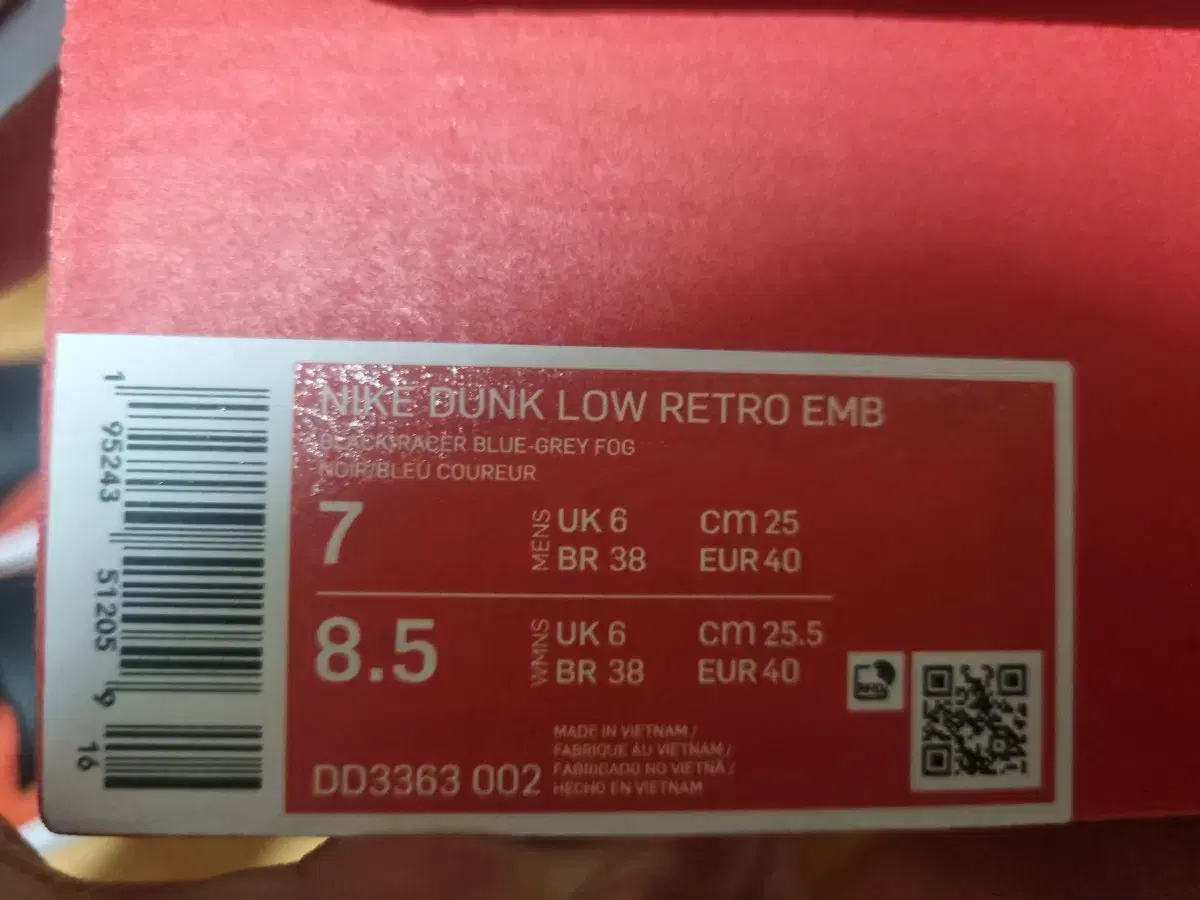 NIKE DUNK LOW RETRO EMB
BLACK/RACER BLUE-GREY FOG
NOIR/BLEU COUREUR
7
MENS
UK 6
cm 25
BR 38
EUR 40
8.5
WMNS
UK 6
cm 25.5
BR 38
EUR 40
MADE IN VIETNAM /
FABRIQUE AU VIETNAM /
FABRICADO NO VIETNÃ /
HECHO EN VIETNAM
DD3363 002
1 95243 51205 9 16